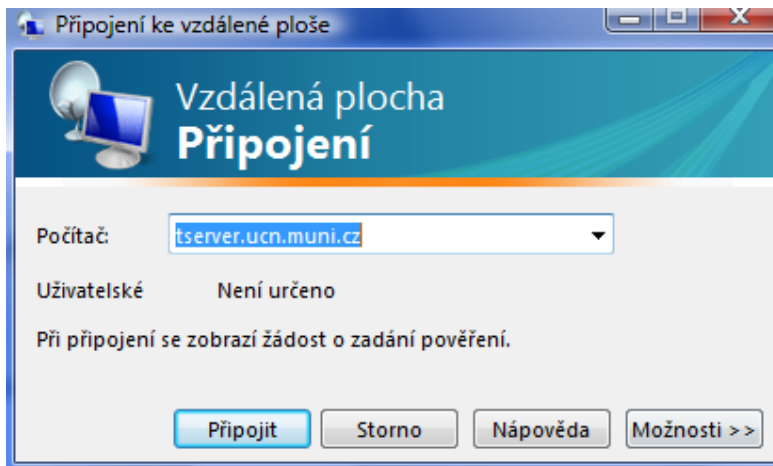 Připojení ke vzdálené ploše
Vzdálená plocha
Připojení
Počítač: tserver.ucn.muni.cz
Uživatelské Není určeno
Při připojení se zobrazí žádost o zadání pověření.
Připojit Storno Nápověda Možnosti >>